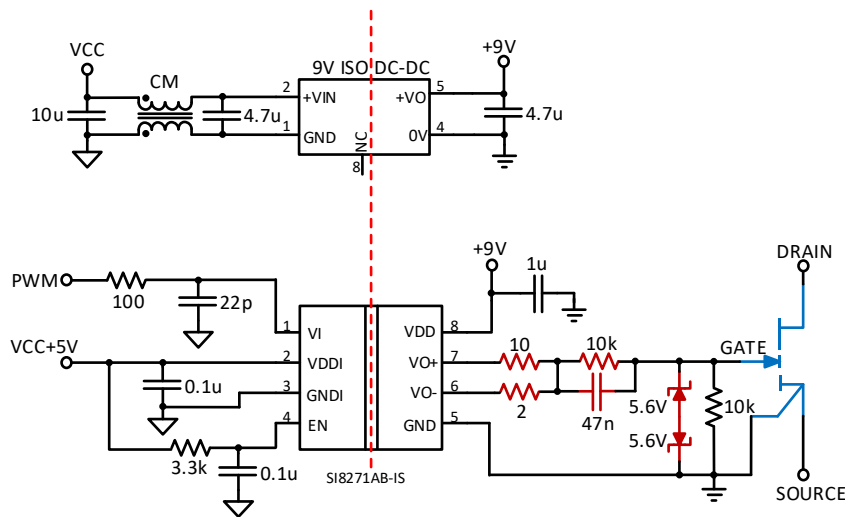 VCC
CM
10u
4.7u
9V ISO DC-DC
2
1
+VIN
GND
NC
8
+VO
0V
5
4
+9V
4.7u
PWM
100
22p
VCC+5V
0.1u
3.3k
0.1u
1
2
3
4
VI
VDDI
GNDI
EN
SI8271AB-IS
VDD
VO+
VO-
GND
8
7
6
5
+9V
1u
10
2
10k
47n
5.6V
5.6V
10k
GATE
DRAIN
SOURCE